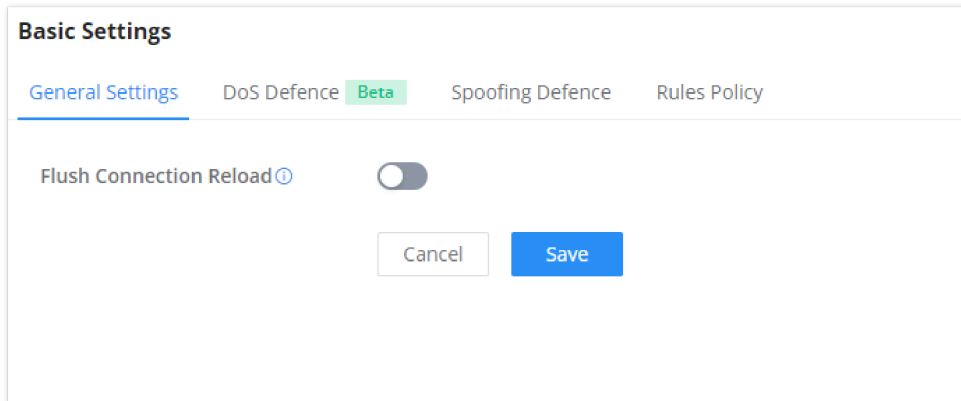 Basic Settings
General Settings DoS Defence Beta Spoofing Defence Rules Policy
Flush Connection Reload
Cancel Save